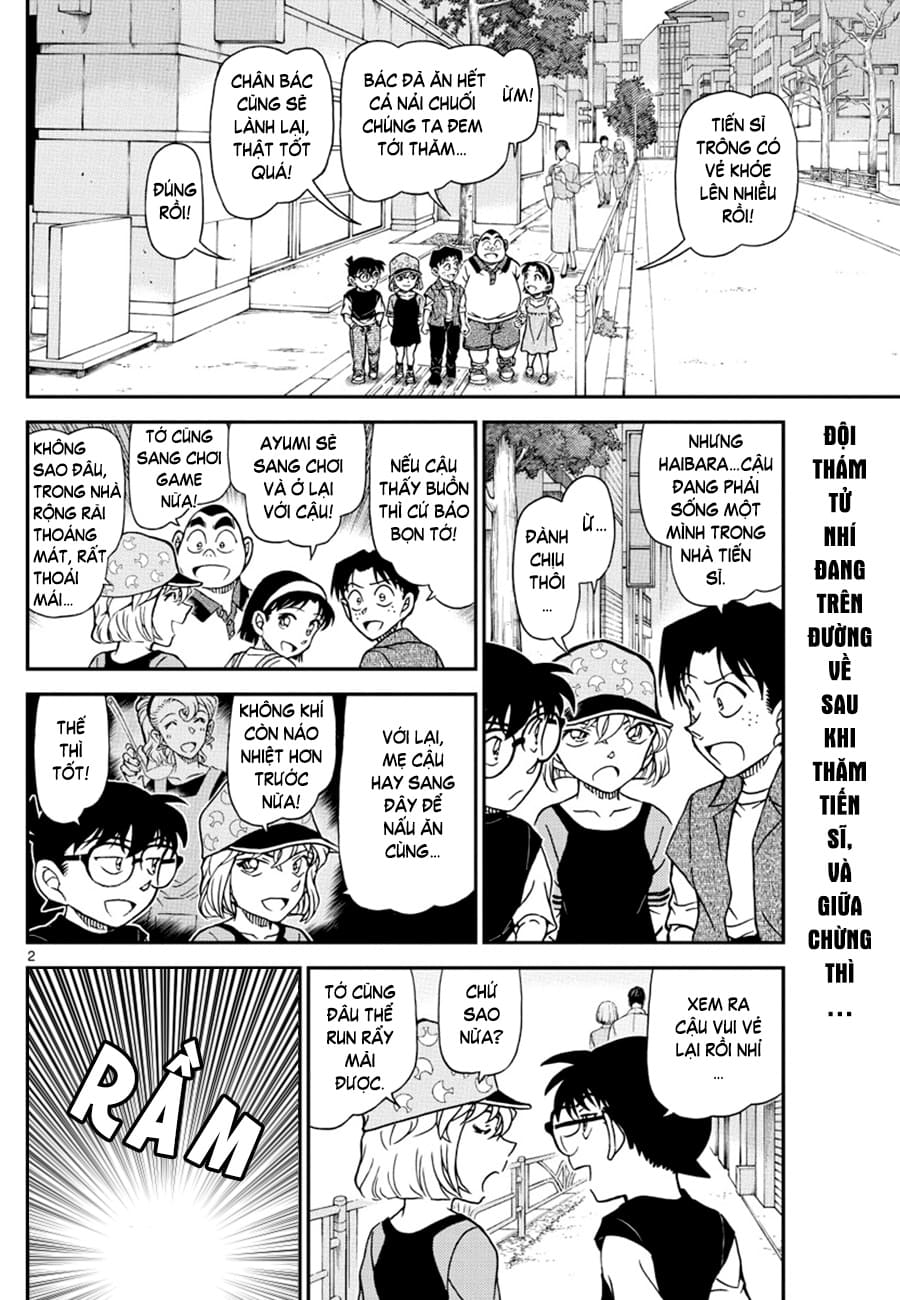 TIẾN SĨ
TRÔNG CÓ
VẺ KHỎE
LÊN NHIỀU
RỒI!
ỪM!
BÁC ĐÃ ĂN HẾT
CẢ NẢI CHUỐI
CHÚNG TA ĐEM
TỚI THĂM...
CHÂN BÁC
CŨNG SẼ
LÀNH LẠI,
THẬT TỐT
QUÁ!
ĐÚNG
RỒI!
ĐỘI
THÁM
TỬ
NHÍ
ĐANG
TRÊN
ĐƯỜNG
VỀ
SAU
KHI
THĂM
TIẾN
SĨ,
VÀ
GIỮA
CHỪNG
THÌ
...
NHƯNG
HAIBARA...CẬU
ĐANG PHẢI
SỐNG MỘT
MÌNH TRONG
NHÀ TIẾN
SĨ.
Ừ...
ĐÀNH
CHỊU
THÔI
...
NẾU CẬU
THẤY BUỒN
THÌ CỨ BẢO
BỌN TỚ!
AYUMI SẼ
SANG CHƠI
VÀ Ở LẠI
VỚI CẬU!
TỚ CŨNG
SANG CHƠI
GAME
NỮA!
KHÔNG
SAO ĐÂU,
TRONG NHÀ
RỘNG RÃI
THOÁNG
MÁT, RẤT
THOẢI
MÁI...
VỚI LẠI,
MẸ CẬU
HAY SANG
ĐÂY ĐỂ
NẤU ĂN
CÙNG...
KHÔNG KHÍ
CÒN NÁO
NHIỆT HƠN
TRƯỚC
NỮA!
THẾ
THÌ
TỐT!
2
XEM RA
CẬU VUI VẺ
LẠI RỒI NHỈ
...
CHỨ
SAO
NỮA?
TỚ CŨNG
ĐÂU THỂ
RUN RẨY
MÃI
ĐƯỢC.
RẦM